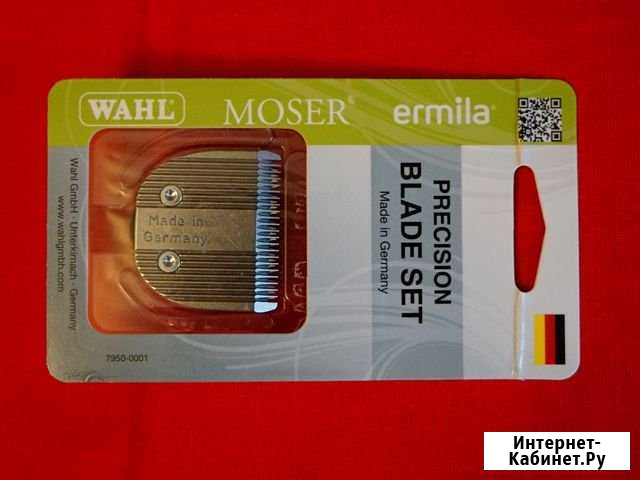 WAHL
MOSER
ermila
PRECISION
BLADE SET
Made in Germany
Made in
Germany
Wahl GmbH · Unterkirnach · Germany
www.wahlgmbh.com
7950-0001
Интернет-
Кабинет.Ру